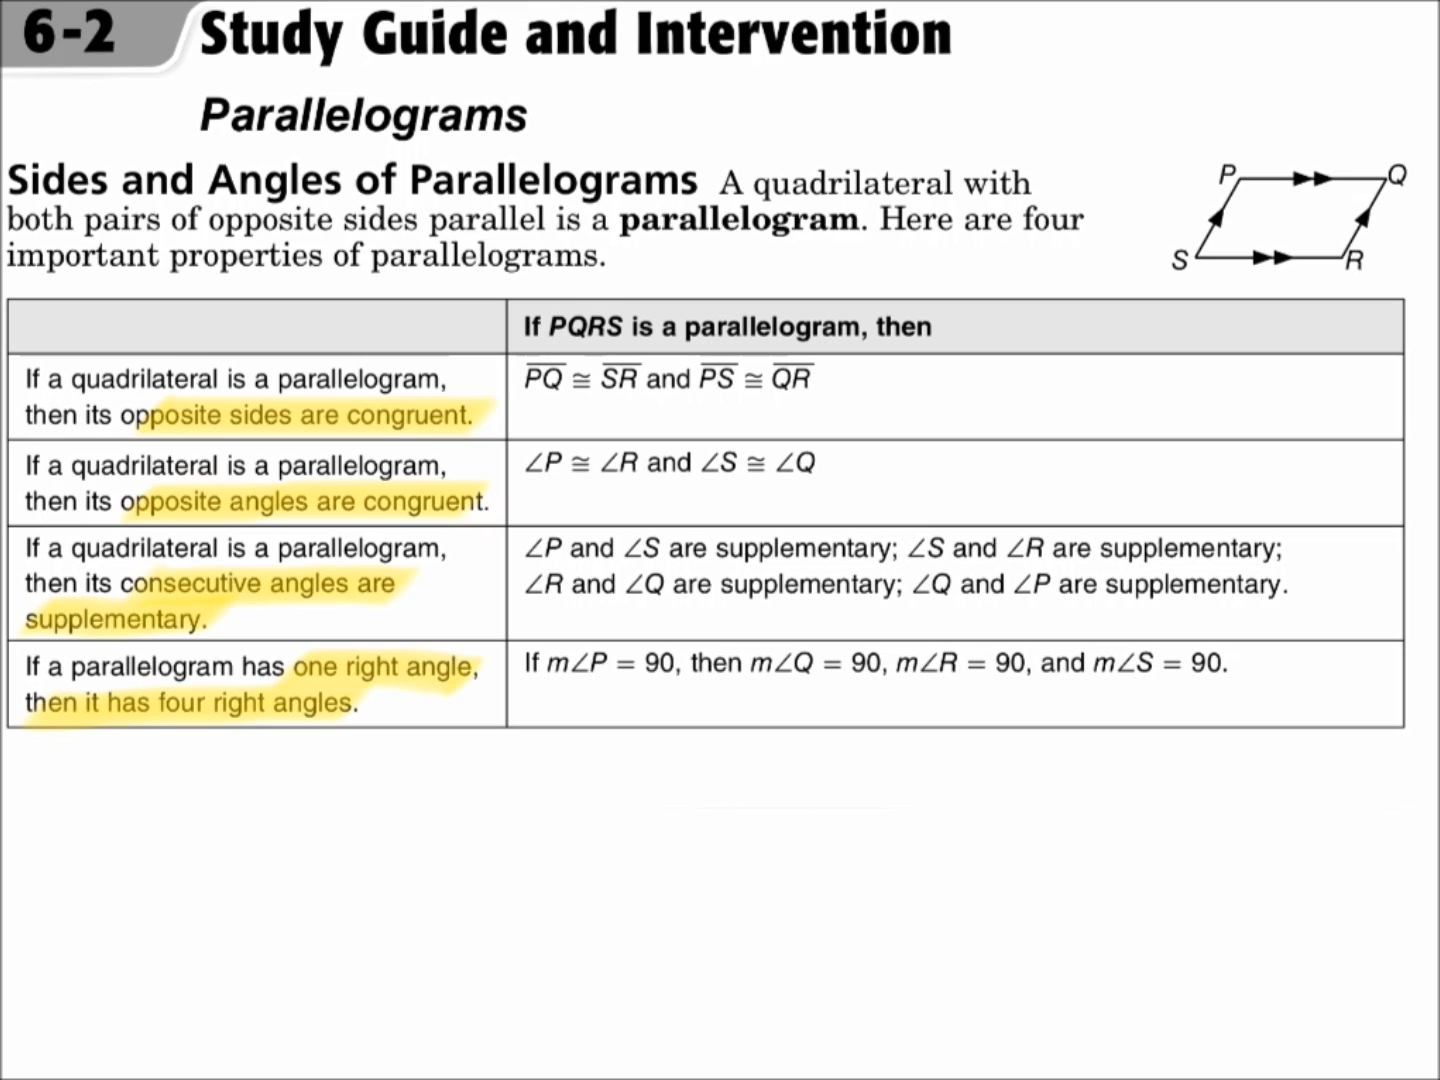 6-2 Study Guide and Intervention
Parallelograms
Sides and Angles of Parallelograms A quadrilateral with
both pairs of opposite sides parallel is a parallelogram. Here are four
important properties of parallelograms.
P Q
S R
If PQRS is a parallelogram, then
If a quadrilateral is a parallelogram,
then its opposite sides are congruent.
PQ ≅ SR and PS ≅ QR
If a quadrilateral is a parallelogram,
then its opposite angles are congruent.
∠P ≅ ∠R and ∠S ≅ ∠Q
If a quadrilateral is a parallelogram,
then its consecutive angles are
supplementary.
∠P and ∠S are supplementary; ∠S and ∠R are supplementary;
∠R and ∠Q are supplementary; ∠Q and ∠P are supplementary.
If a parallelogram has one right angle,
then it has four right angles.
If m∠P = 90, then m∠Q = 90, m∠R = 90, and m∠S = 90.